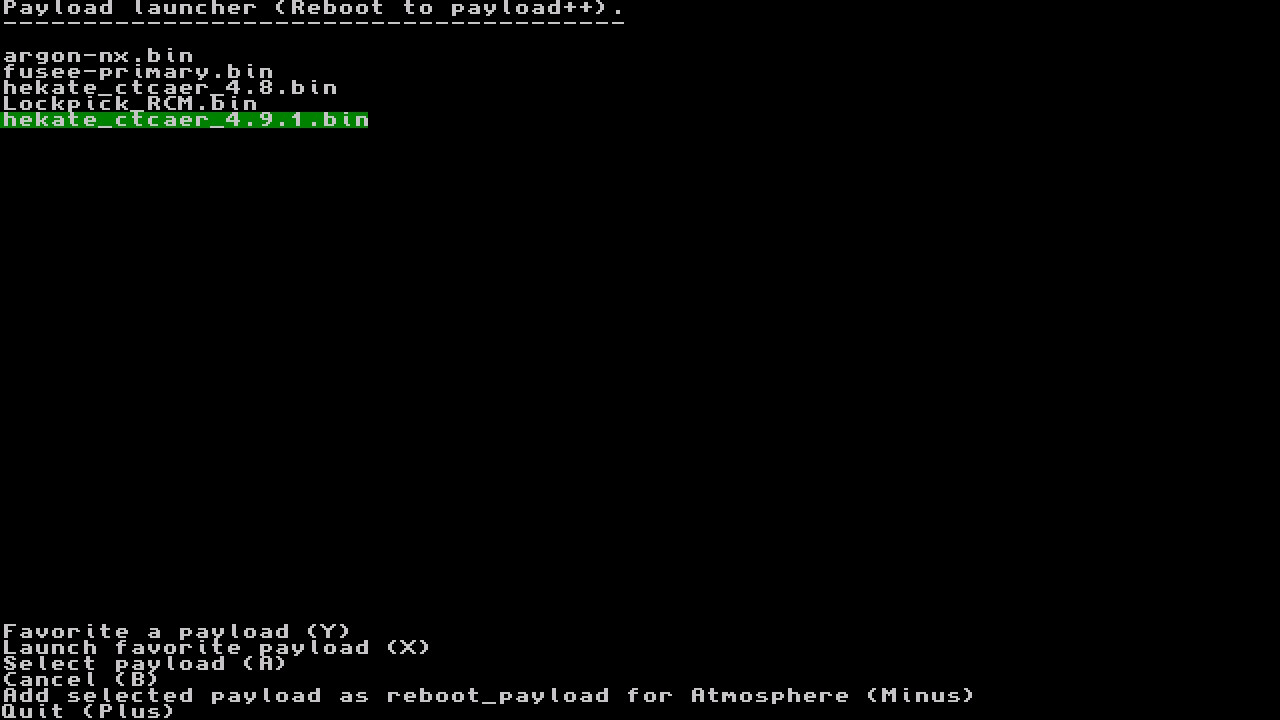 Payload launcher (Reboot to payload++).
---------------------------------------
argon-nx.bin
fusee-primary.bin
hekate_ctcaer_4.8.bin
Lockpick_RCM.bin
hekate_ctcaer_4.9.1.bin
Favorite a payload (Y)
Launch favorite payload (X)
Select payload (A)
Cancel (B)
Add selected payload as reboot_payload for Atmosphere (Minus)
Quit (Plus)